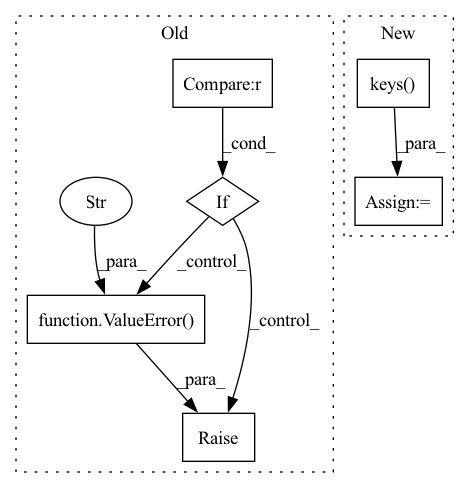 Old
New
Compare:r
keys()
_cond_
_para_
Str
If
Assign:=
_para_
_control_
function.ValueError()
_control_
_para_
Raise